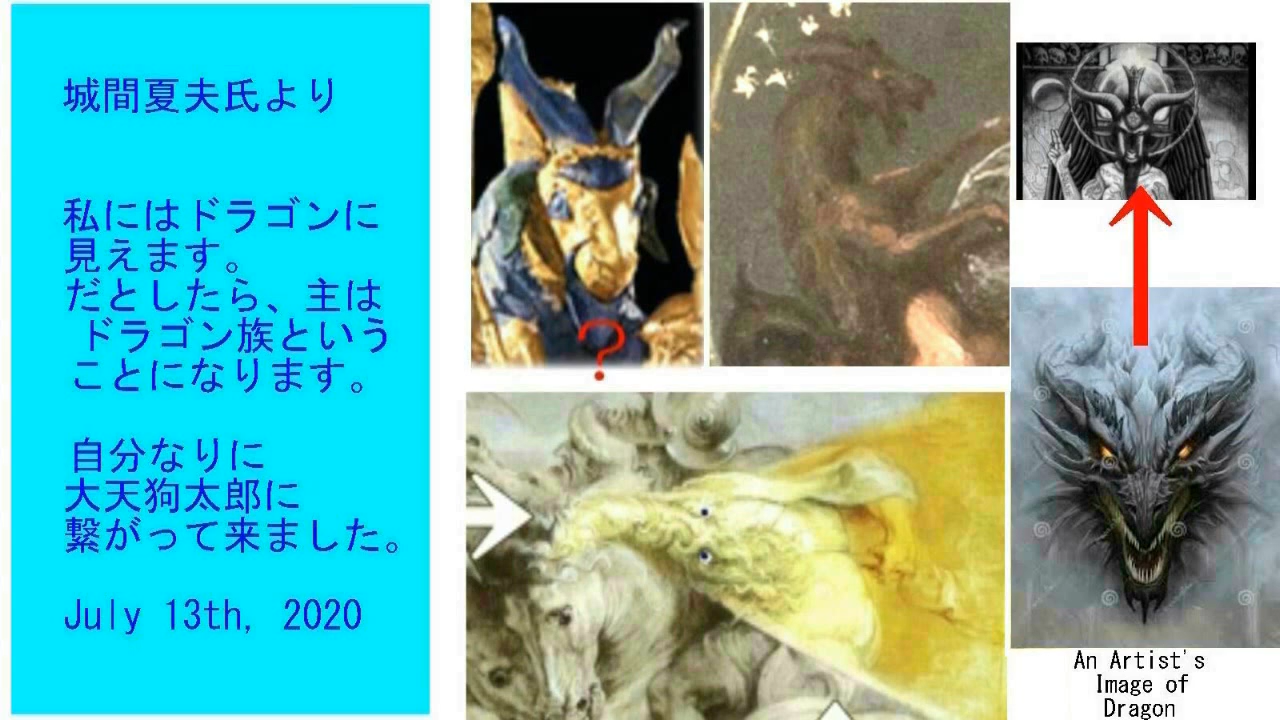 城間夏夫氏より
私にはドラゴンに
見えます。
だとしたら、主は
ドラゴン族という
ことになります。
自分なりに
大天狗太郎に
繋がって来ました。
July 13th, 2020
?
An Artist's
Image of
Dragon